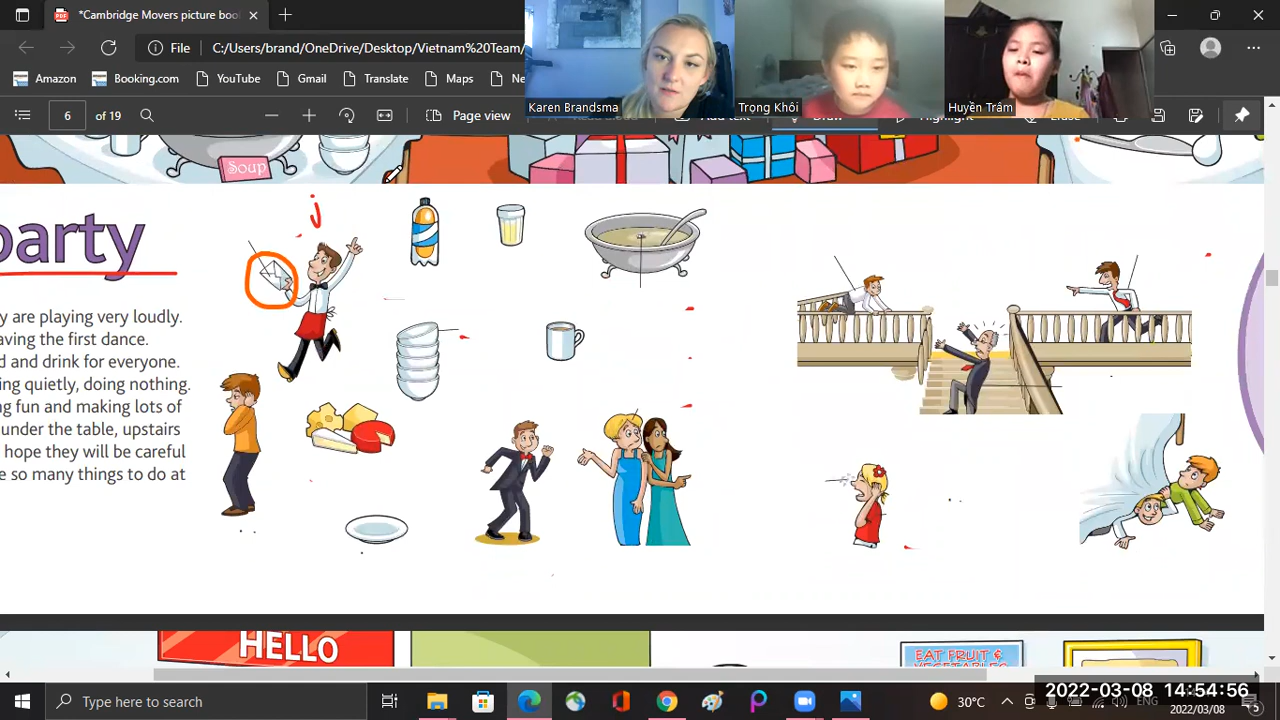 *Cambridge Movers picture boo
File C:/Users/brand/OneDrive/Desktop/Vietnam%20Team/
Amazon Booking.com YouTube Gmail Translate Maps Ne
Karen Brandsma Trọng Khôi Huyền Trâm
6 of 19 Page view
Soup
j
party
y are playing very loudly.
aving the first dance.
d and drink for everyone.
ing quietly, doing nothing.
ng fun and making lots of
under the table, upstairs
hope they will be careful
e so many things to do at
HELLO
EAT FRUIT &
VEGETABLES
Type here to search
30°C
ENG
2022-03-08 14:54:56
2022/03/08